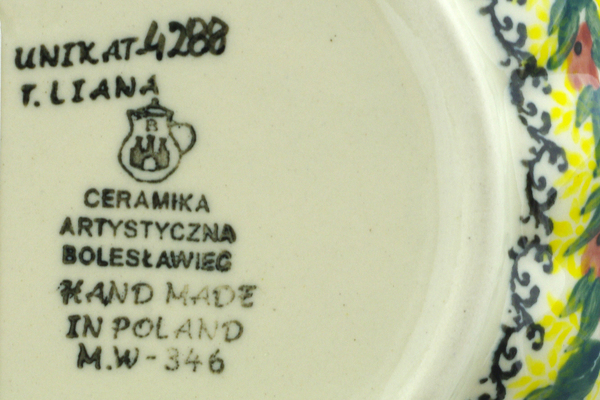 UNIKAT 4288
T. LIANA
B
CERAMIKA
ARTYSTYCZNA
BOLESŁAWIEC
HAND MADE
IN POLAND
M.W-346